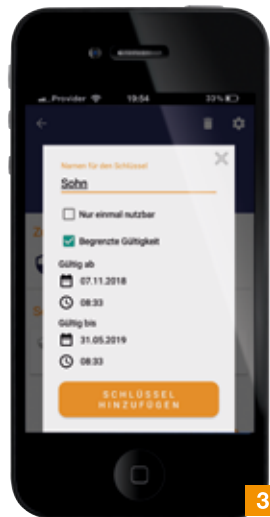 Provider 19:54 33%
Namen für den Schlüssel
Sohn
Nur einmal nutzbar
Begrenzte Gültigkeit
Gültig ab
07.11.2018
08:33
Gültig bis
31.05.2019
08:33
SCHLÜSSEL
HINZUFÜGEN
3